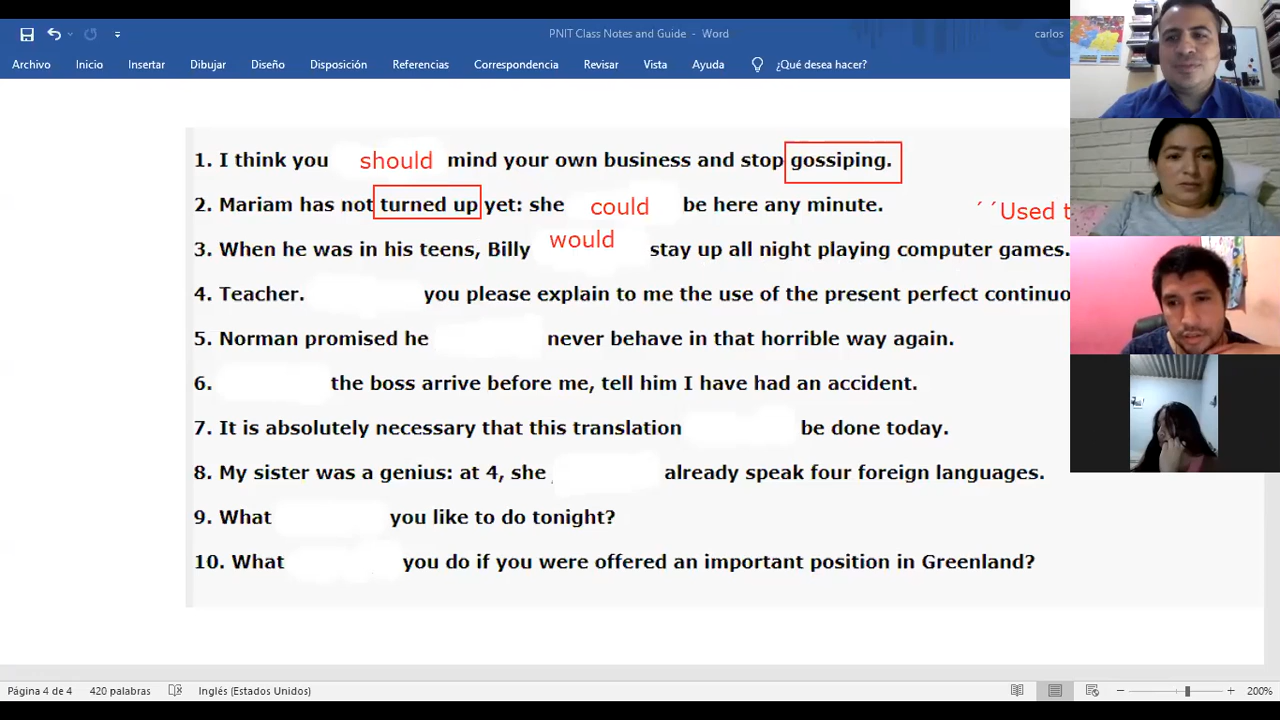 PNIT Class Notes and Guide - Word
carlos
Archivo Inicio Insertar Dibujar Diseño Disposición Referencias Correspondencia Revisar Vista Ayuda ¿Qué desea hacer?
1. I think you should mind your own business and stop gossiping.
2. Mariam has not turned up yet: she could be here any minute.
´´Used t
3. When he was in his teens, Billy would stay up all night playing computer games.
4. Teacher. you please explain to me the use of the present perfect continuo
5. Norman promised he never behave in that horrible way again.
6. the boss arrive before me, tell him I have had an accident.
7. It is absolutely necessary that this translation be done today.
8. My sister was a genius: at 4, she already speak four foreign languages.
9. What you like to do tonight?
10. What you do if you were offered an important position in Greenland?
Página 4 de 4 420 palabras Inglés (Estados Unidos) 200%